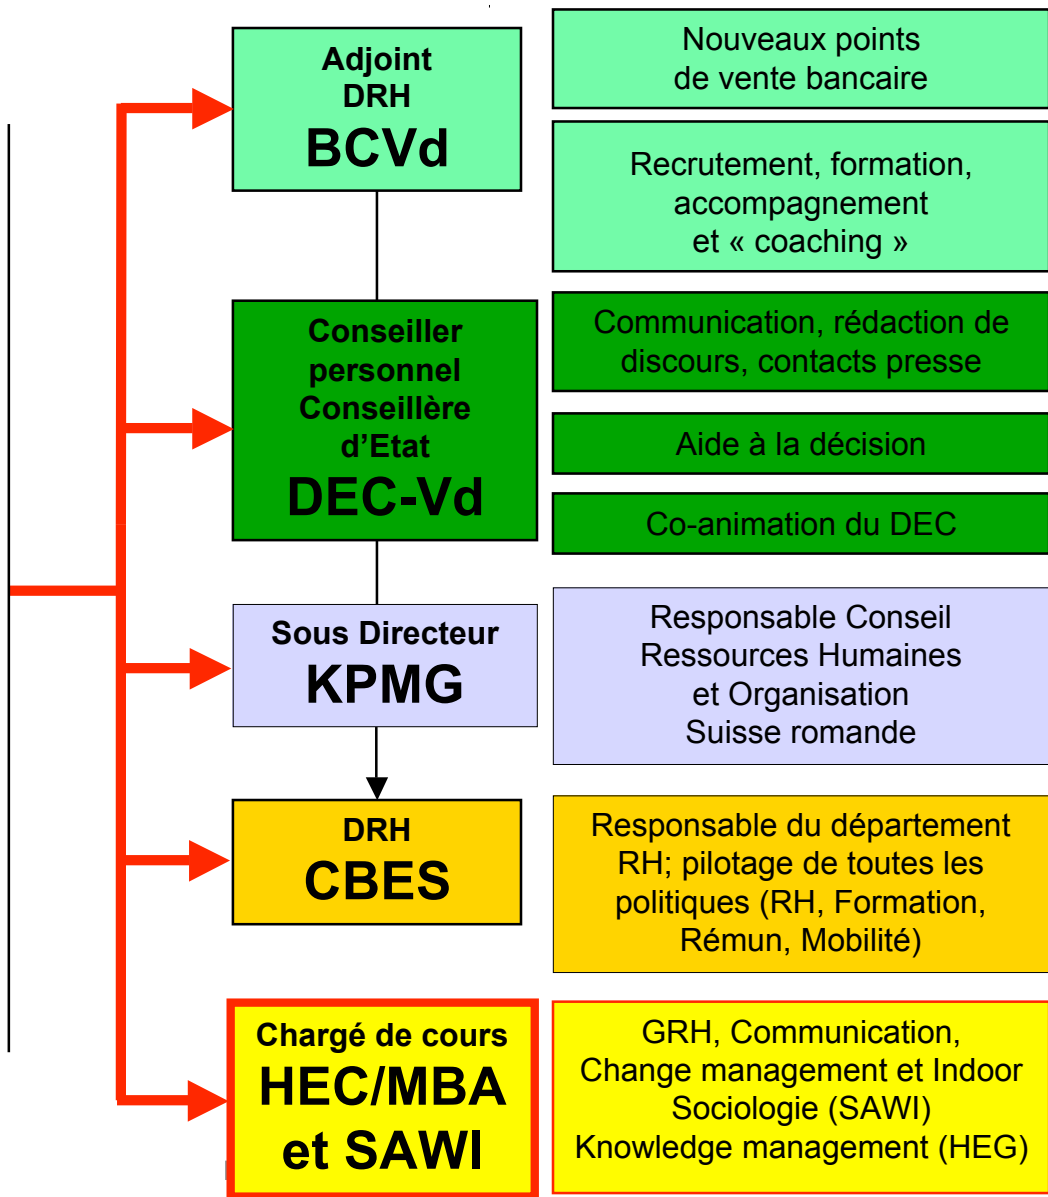 Adjoint
DRH
BCVd
Nouveaux points
de vente bancaire
Recrutement, formation,
accompagnement
et « coaching »
Conseiller
personnel
Conseillère
d’Etat
DEC-Vd
Communication, rédaction de
discours, contacts presse
Aide à la décision
Co-animation du DEC
Sous Directeur
KPMG
Responsable Conseil
Ressources Humaines
et Organisation
Suisse romande
DRH
CBES
Responsable du département
RH; pilotage de toutes les
politiques (RH, Formation,
Rémun, Mobilité)
Chargé de cours
HEC/MBA
et SAWI
GRH, Communication,
Change management et Indoor
Sociologie (SAWI)
Knowledge management (HEG)